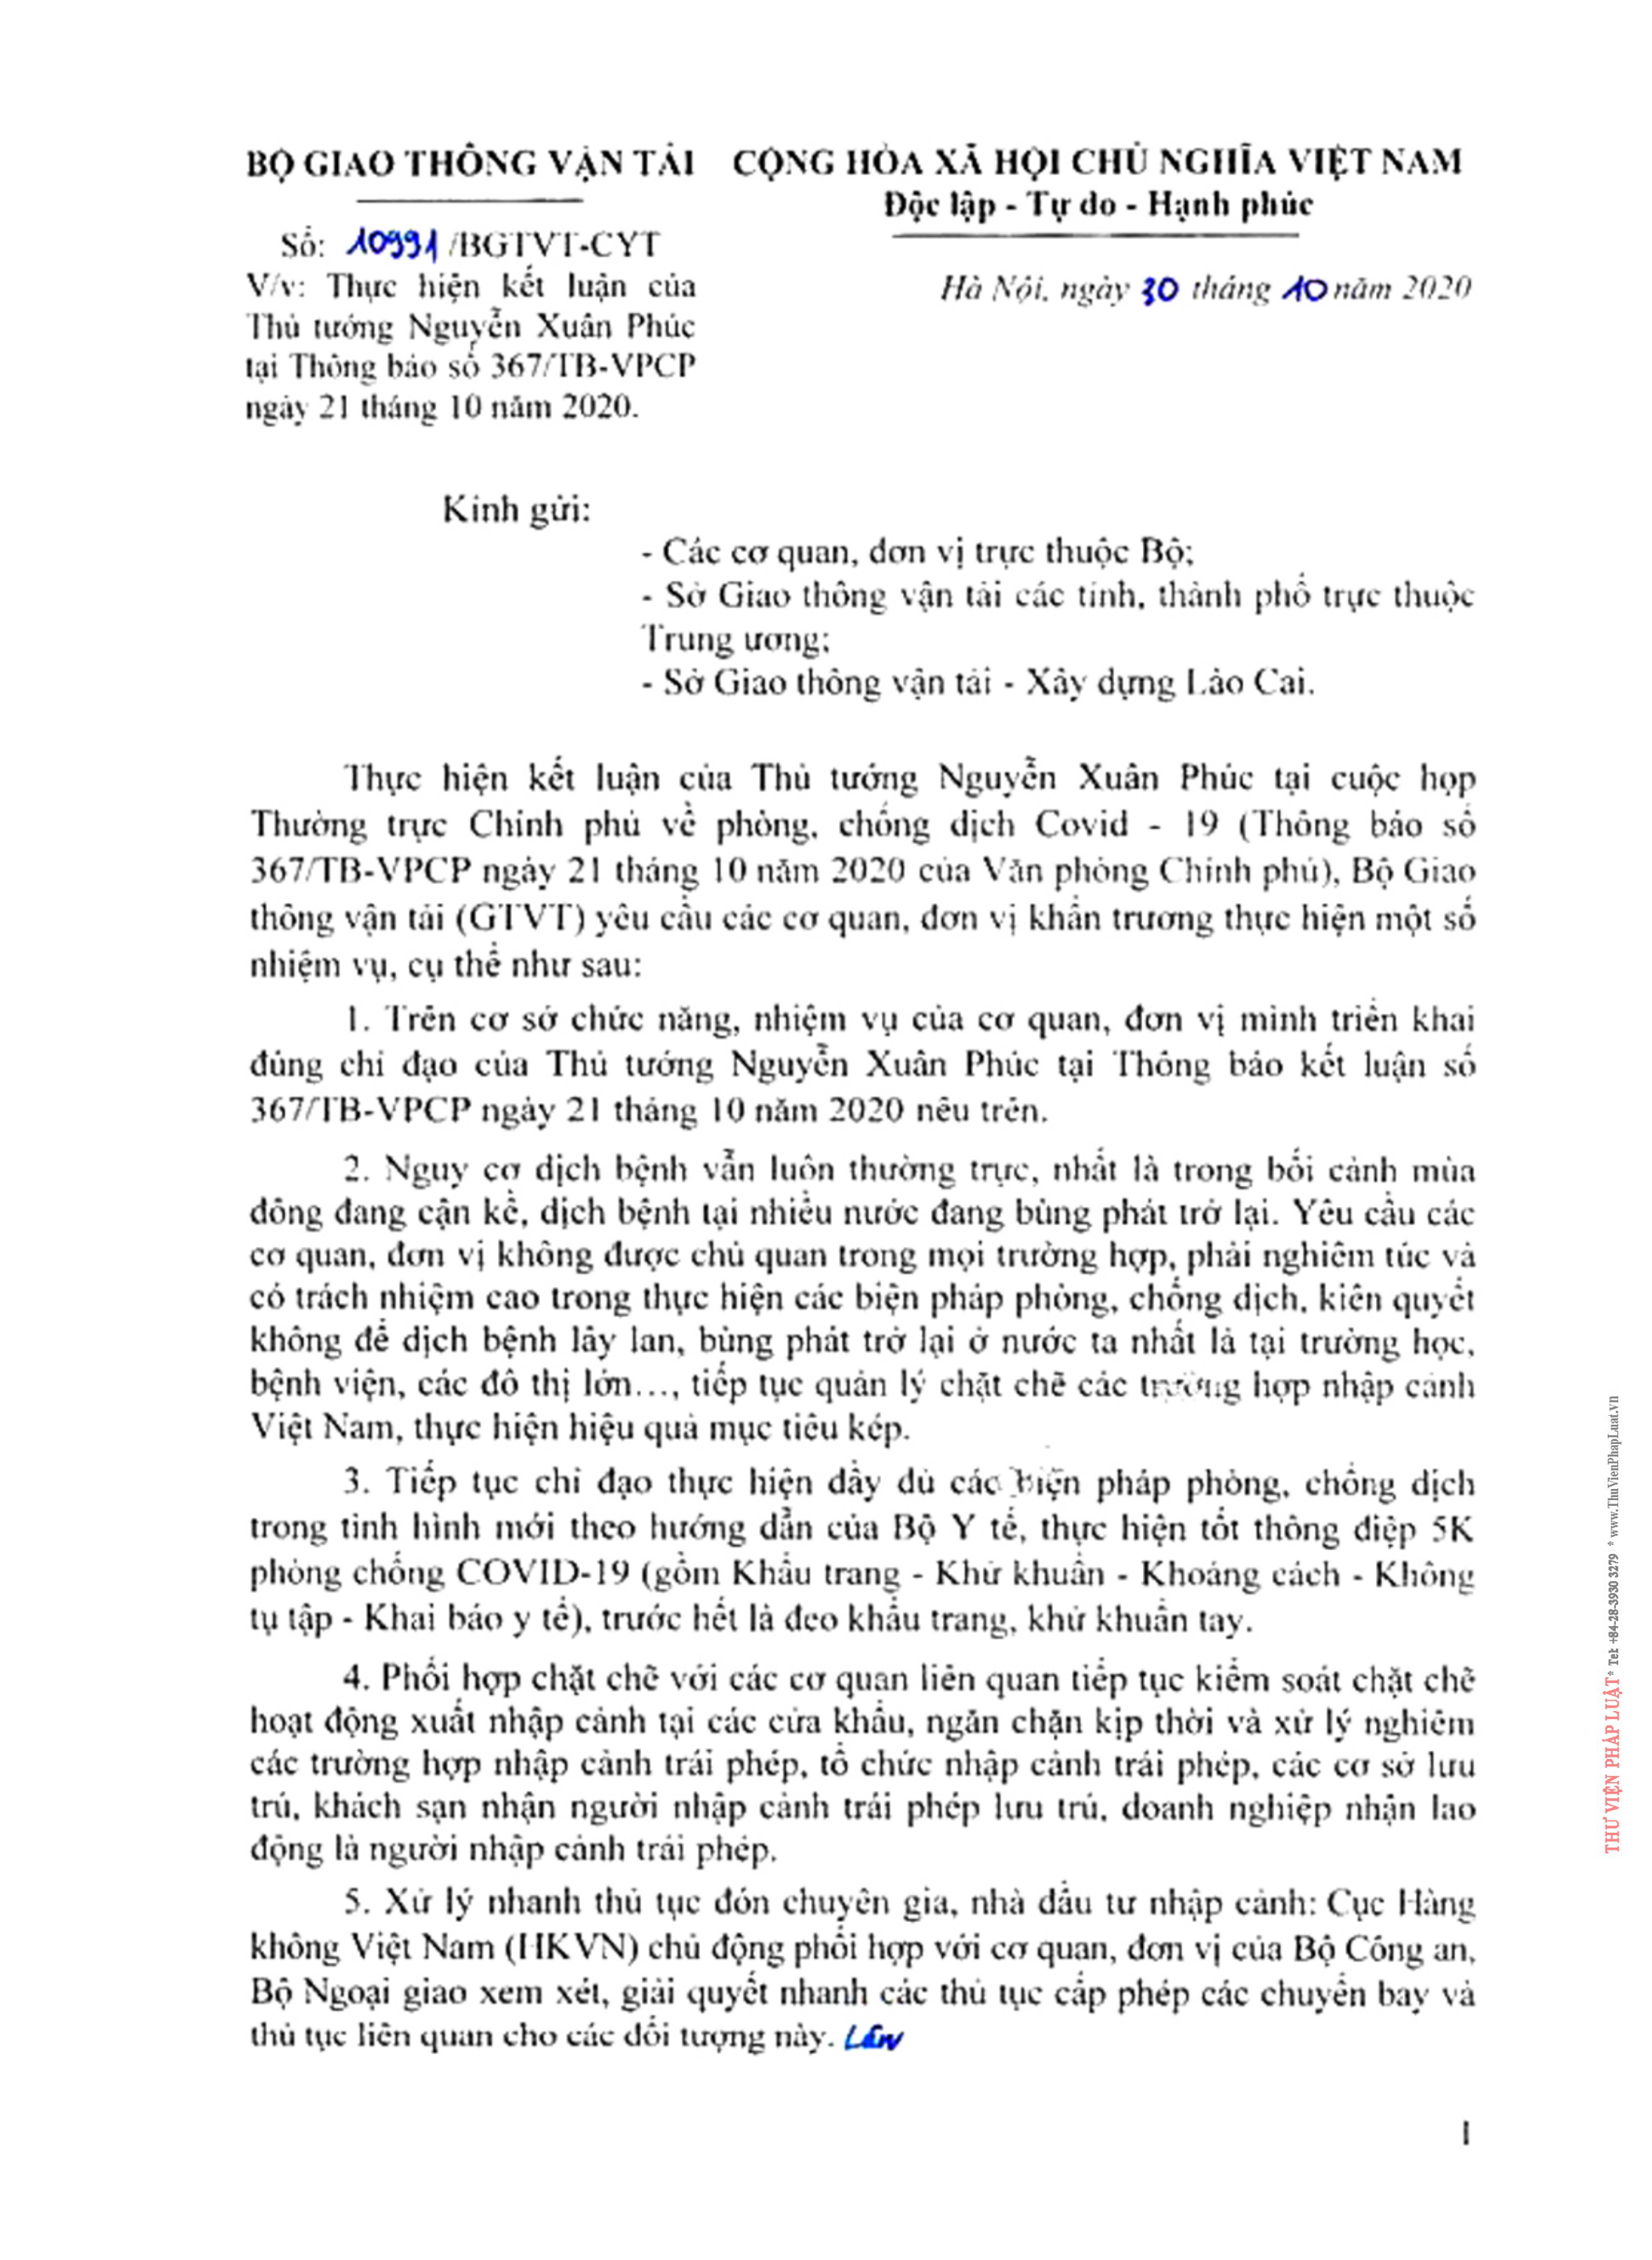 BỘ GIAO THÔNG VẬN TẢI
CỘNG HÒA XÃ HỘI CHỦ NGHĨA VIỆT NAM
Độc lập - Tự do - Hạnh phúc
Số: 10991/BGTVT-CYT
V/v: Thực hiện kết luận của
Thủ tướng Nguyễn Xuân Phúc
tại Thông báo số 367/TB-VPCP
ngày 21 tháng 10 năm 2020.
Hà Nội, ngày 30 tháng 10 năm 2020
Kính gửi:
- Các cơ quan, đơn vị trực thuộc Bộ;
- Sở Giao thông vận tải các tỉnh, thành phố trực thuộc
Trung ương;
- Sở Giao thông vận tải - Xây dựng Lào Cai.
Thực hiện kết luận của Thủ tướng Nguyễn Xuân Phúc tại cuộc họp
Thường trực Chính phủ về phòng, chống dịch Covid - 19 (Thông báo số
367/TB-VPCP ngày 21 tháng 10 năm 2020 của Văn phòng Chính phủ), Bộ Giao
thông vận tải (GTVT) yêu cầu các cơ quan, đơn vị khẩn trương thực hiện một số
nhiệm vụ, cụ thể như sau:
1. Trên cơ sở chức năng, nhiệm vụ của cơ quan, đơn vị mình triển khai
đúng chỉ đạo của Thủ tướng Nguyễn Xuân Phúc tại Thông báo kết luận số
367/TB-VPCP ngày 21 tháng 10 năm 2020 nêu trên.
2. Nguy cơ dịch bệnh vẫn luôn thường trực, nhất là trong bối cảnh mùa
đông đang cận kề, dịch bệnh tại nhiều nước đang bùng phát trở lại. Yêu cầu các
cơ quan, đơn vị không được chủ quan trong mọi trường hợp, phải nghiêm túc và
có trách nhiệm cao trong thực hiện các biện pháp phòng, chống dịch, kiên quyết
không để dịch bệnh lây lan, bùng phát trở lại ở nước ta nhất là tại trường học,
bệnh viện, các đô thị lớn..., tiếp tục quản lý chặt chẽ các trường hợp nhập cảnh
Việt Nam, thực hiện hiệu quả mục tiêu kép.
3. Tiếp tục chỉ đạo thực hiện đầy đủ các biện pháp phòng, chống dịch
trong tình hình mới theo hướng dẫn của Bộ Y tế, thực hiện tốt thông điệp 5K
phòng chống COVID-19 (gồm Khẩu trang - Khử khuẩn - Khoảng cách - Không
tụ tập - Khai báo y tế), trước hết là đeo khẩu trang, khử khuẩn tay.
4. Phối hợp chặt chẽ với các cơ quan liên quan tiếp tục kiểm soát chặt chẽ
hoạt động xuất nhập cảnh tại các cửa khẩu, ngăn chặn kịp thời và xử lý nghiêm
các trường hợp nhập cảnh trái phép, tổ chức nhập cảnh trái phép, các cơ sở lưu
trú, khách sạn nhận người nhập cảnh trái phép lưu trú, doanh nghiệp nhận lao
động là người nhập cảnh trái phép.
5. Xử lý nhanh thủ tục đón chuyên gia, nhà đầu tư nhập cảnh: Cục Hàng
không Việt Nam (HKVN) chủ động phối hợp với cơ quan, đơn vị của Bộ Công an,
Bộ Ngoại giao xem xét, giải quyết nhanh các thủ tục cấp phép các chuyến bay và
thủ tục liên quan cho các đối tượng này.
1
THƯ VIỆN PHÁP LUẬT * Tel: +84-28-3930 3279 * www.ThuVienPhapLuat.vn